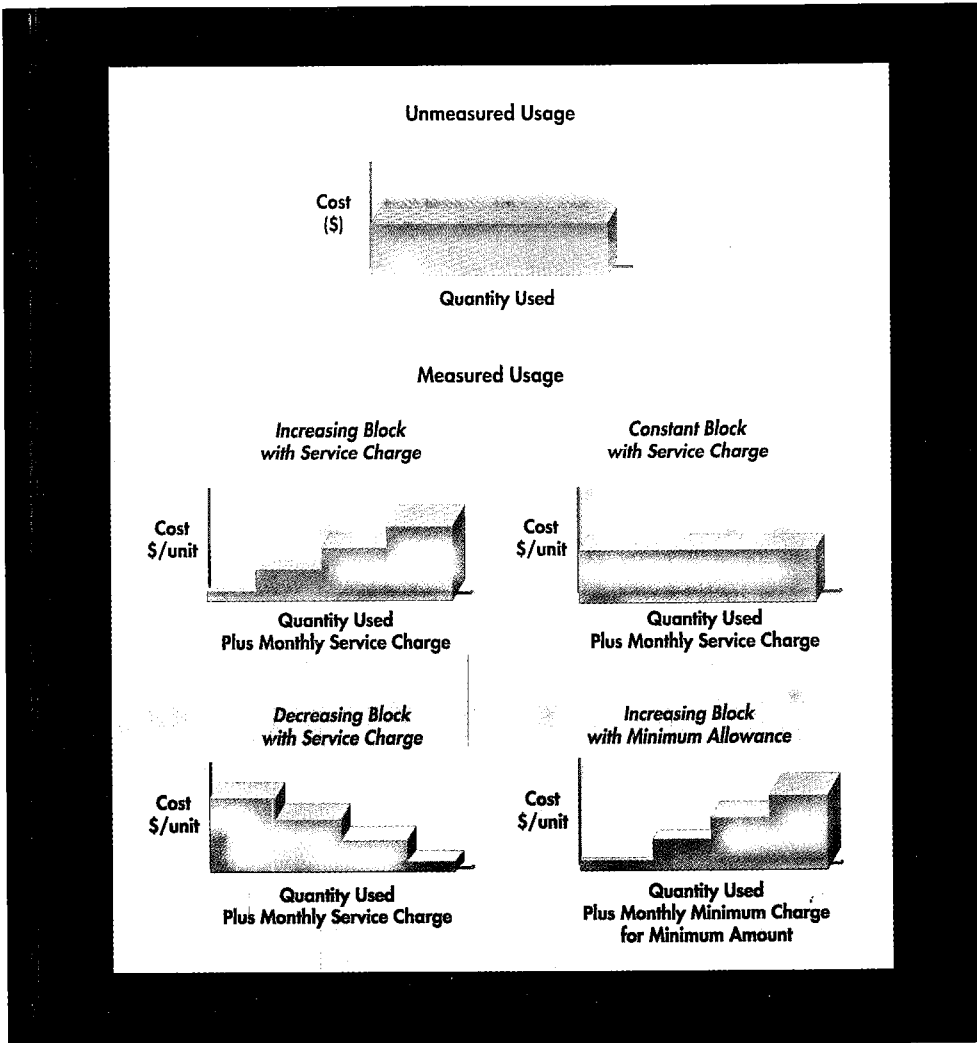 Unmeasured Usage
Cost
($)
Quantity Used
Measured Usage
Increasing Block
with Service Charge
Cost
$/unit
Quantity Used
Plus Monthly Service Charge
Constant Block
with Service Charge
Cost
$/unit
Quantity Used
Plus Monthly Service Charge
Decreasing Block
with Service Charge
Cost
$/unit
Quantity Used
Plus Monthly Service Charge
Increasing Block
with Minimum Allowance
Cost
$/unit
Quantity Used
Plus Monthly Minimum Charge
for Minimum Amount